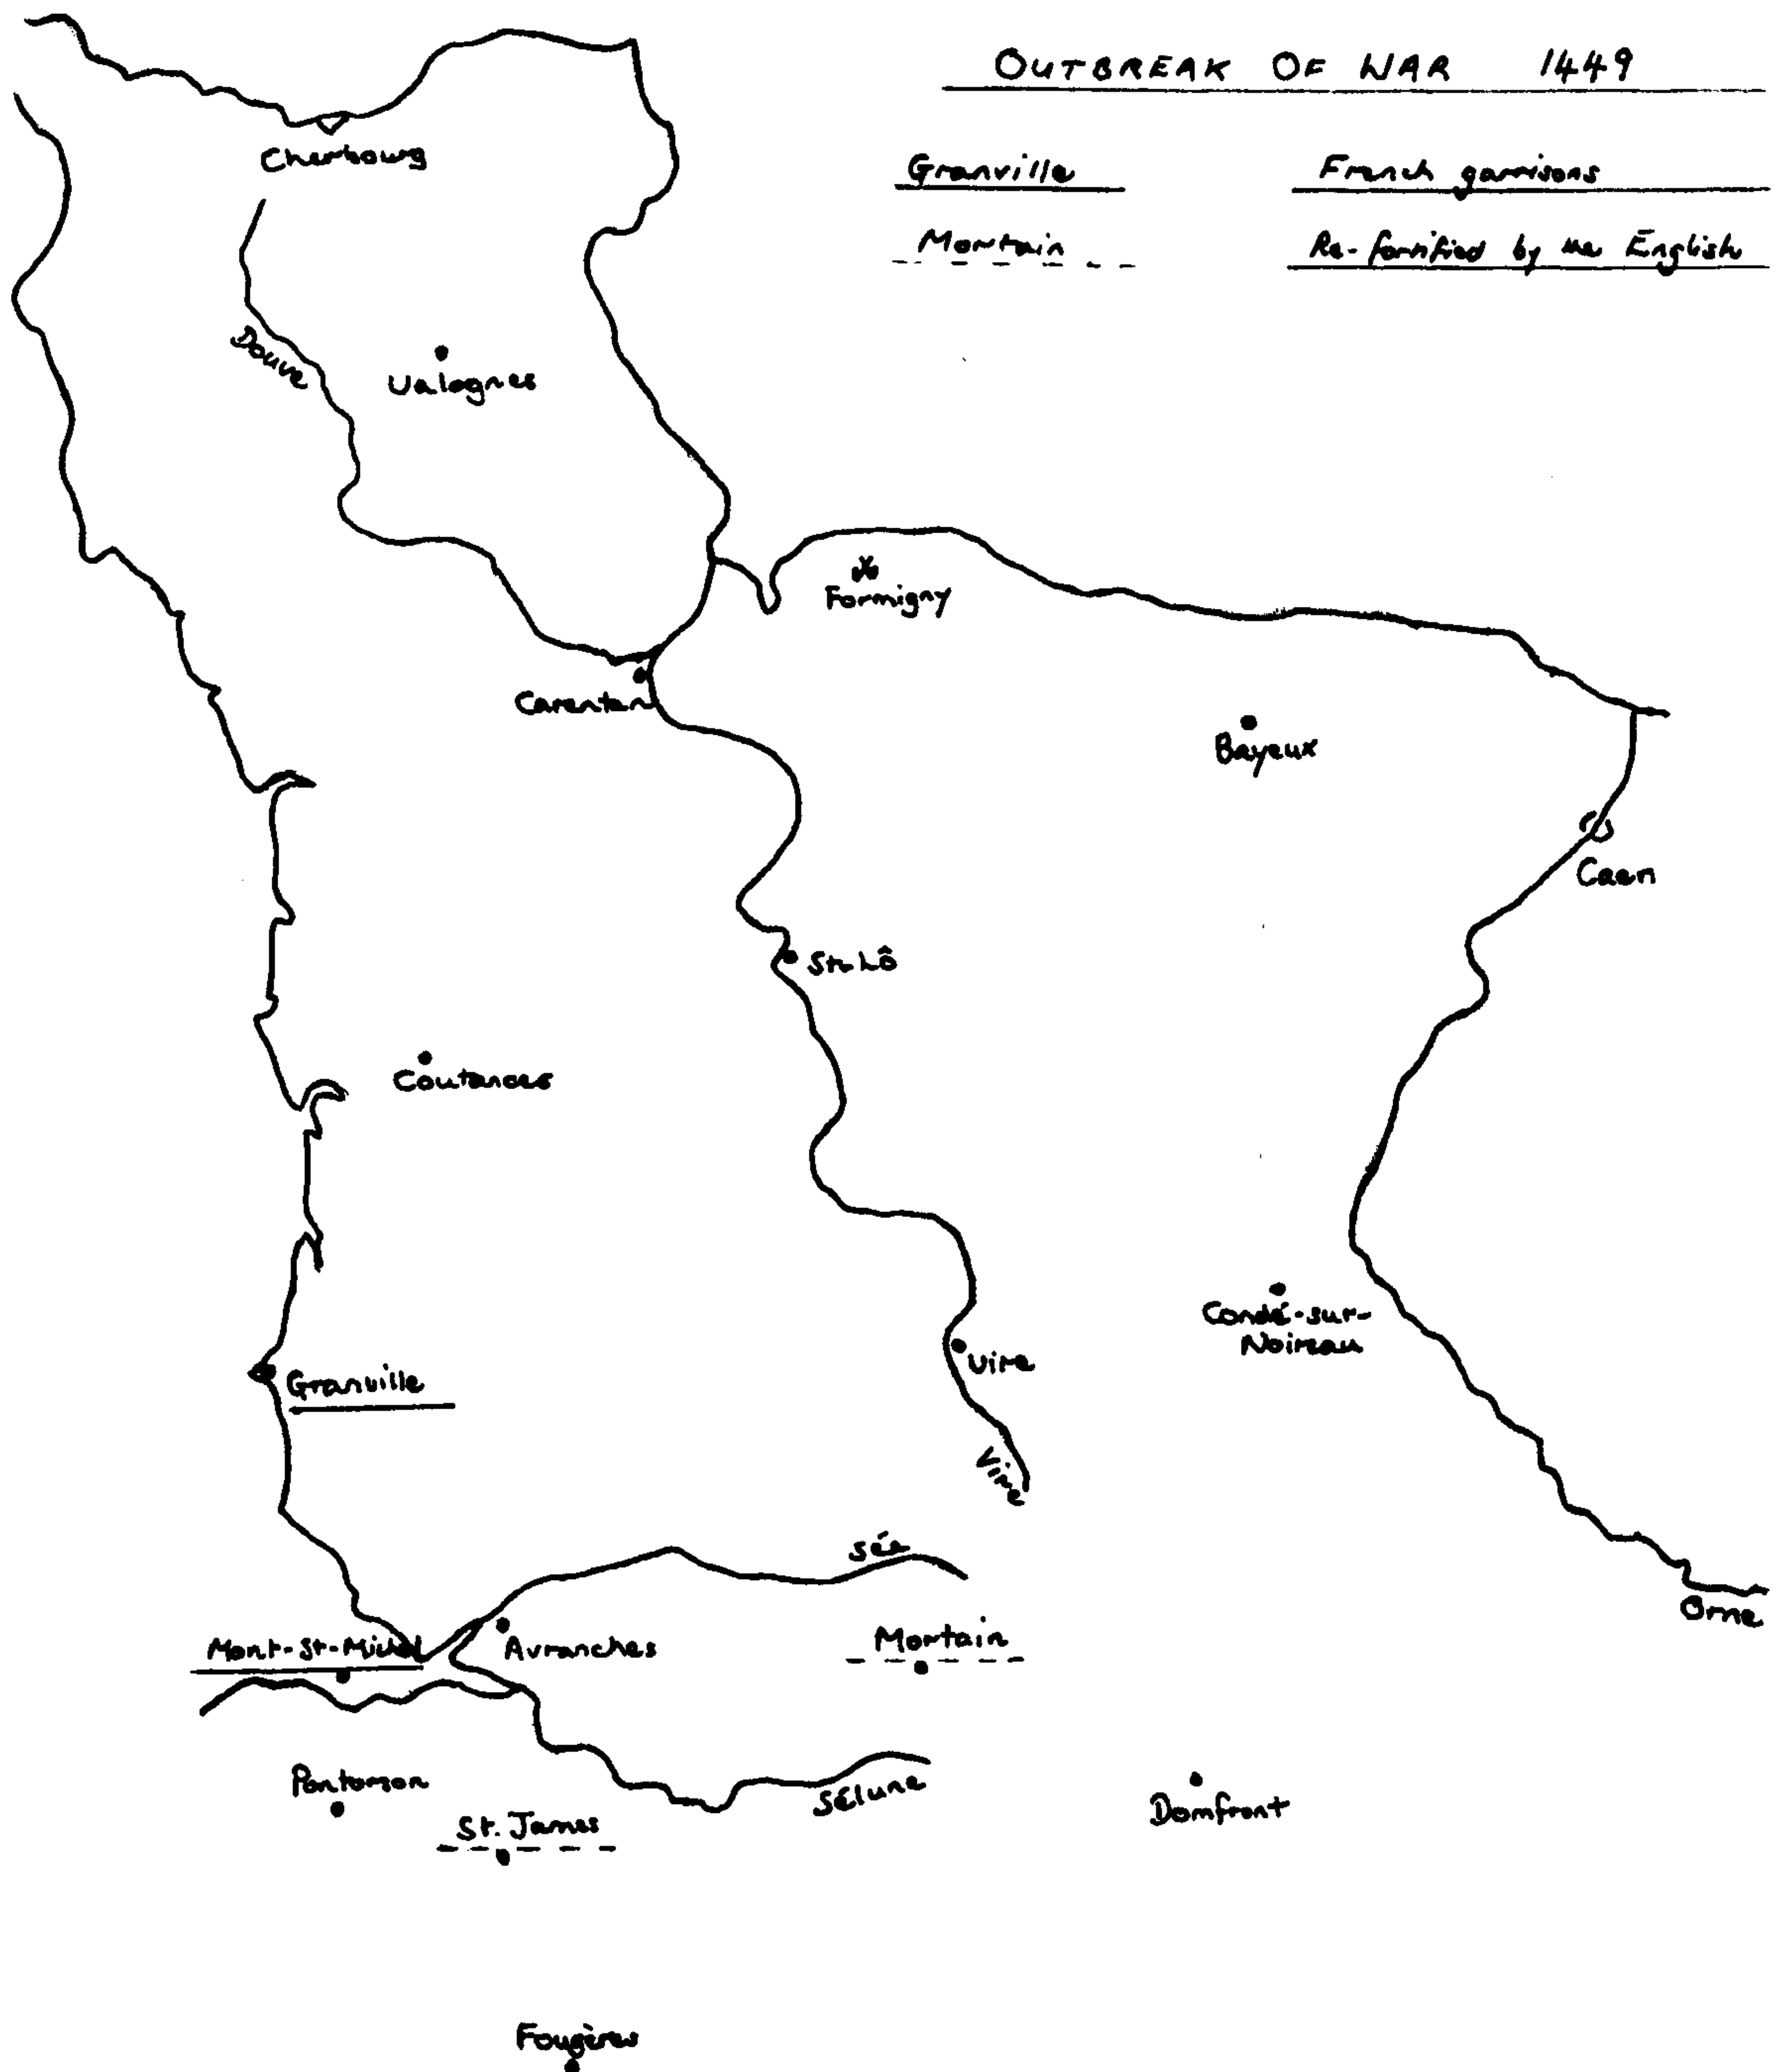 OUTBREAK OF WAR 1449
Granville French garrisons
Mortain Re-fortified by the English
Cherbourg
Douve
Valognes
Formigny
Carentan
Bayeux
Caen
St-Lô
Coutances
Condé-sur-
Noireau
Vire
Granville
Vire
Sée
Orne
Mont-St-Michel
Avranches
Mortain
Pontorson
Sélune
St. James
Domfront
Fougères